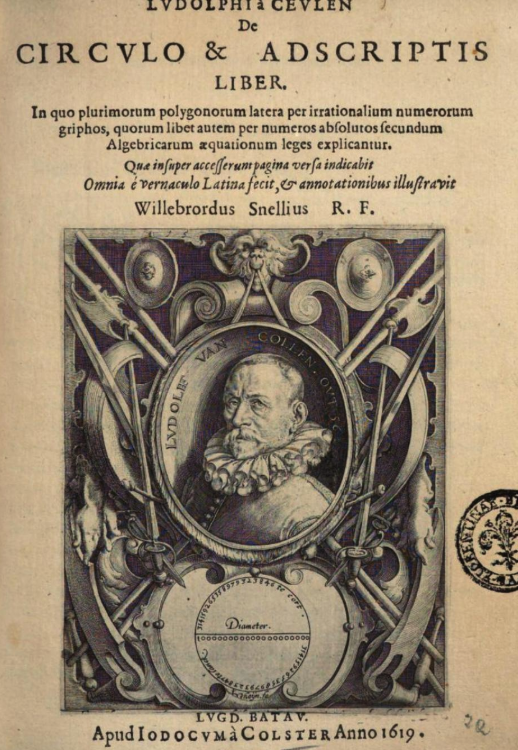 LVDOLPHI à CEVLEN
De
CIRCVLO & ADSCRIPTIS
LIBER.
In quo plurimorum polygonorum latera per irrationalium numerorum
griphos, quorum libet autem per numeros abſolutos ſecundum
Algebricarum æquationum leges explicantur.
Quæ inſuper acceſſerunt pagina verſa indicabit
Omnia é vernaculo Latina fecit, & annotationibus illuſtravit
Willebrordus Snellius R. F.
LVDOLF VAN COLLEN. OVT
Diameter.
LVGD. BATAV.
Apud IODOCVM à COLSTER Anno 1619.